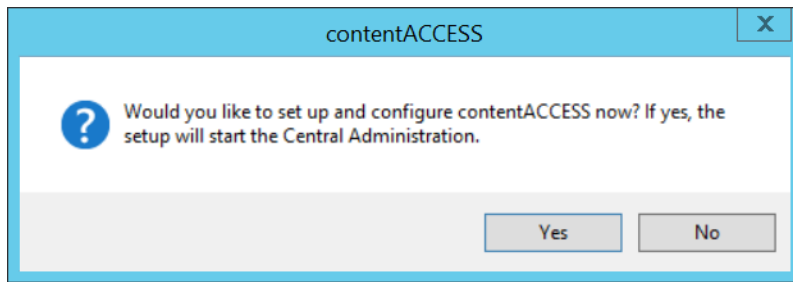 contentACCESS
X
Would you like to set up and configure contentACCESS now? If yes, the
setup will start the Central Administration.
Yes
No